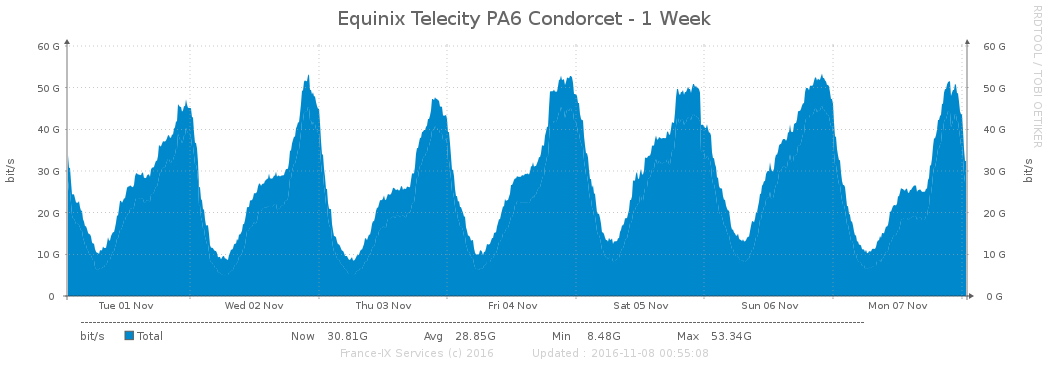 Equinix Telecity PA6 Condorcet - 1 Week
RRDTOOL / TOBI OETIKER
bit/s
60 G 60 G
50 G 50 G
40 G 40 G
30 G 30 G
20 G 20 G
10 G 10 G
0 0 G
bit/s
Tue 01 Nov Wed 02 Nov Thu 03 Nov Fri 04 Nov Sat 05 Nov Sun 06 Nov Mon 07 Nov
bit/s Total Now 30.81G Avg 28.85G Min 8.48G Max 53.34G
France-IX Services (c) 2016 Updated : 2016-11-08 00:55:08